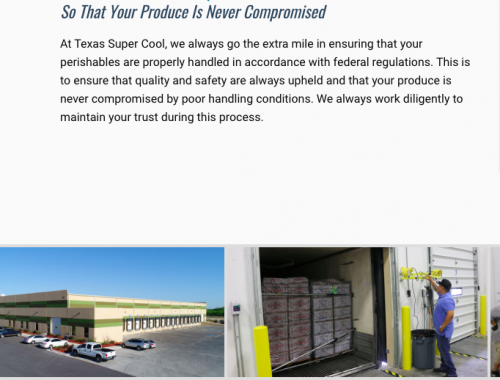 So That Your Produce Is Never Compromised
At Texas Super Cool, we always go the extra mile in ensuring that your
perishables are properly handled in accordance with federal regulations. This is
to ensure that quality and safety are always upheld and that your produce is
never compromised by poor handling conditions. We always work diligently to
maintain your trust during this process.